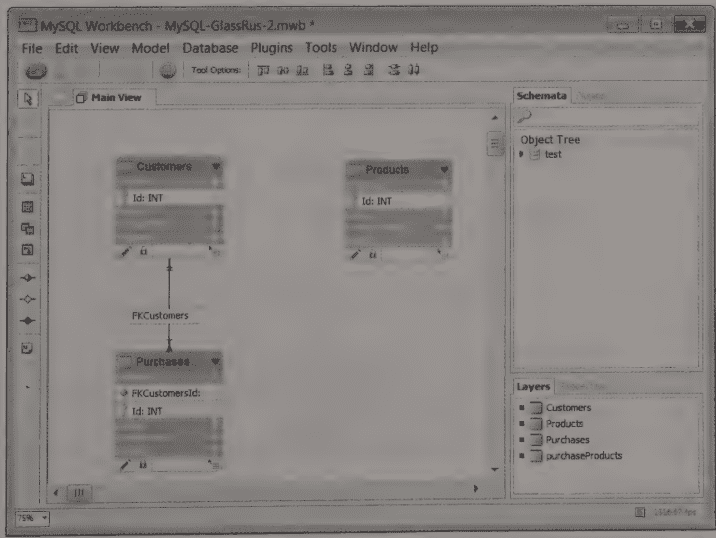 MySQL Workbench - MySQL-GlassRus-2.mwb *
File Edit View Model Database Plugins Tools Window Help
Tool Options:
Main View
Schemata
Customers
Id: INT
Products
Id: INT
FKCustomers
Purchases
FKCustomersId:
Id: INT
Object Tree
test
Layers
Customers
Products
Purchases
purchaseProducts
75%